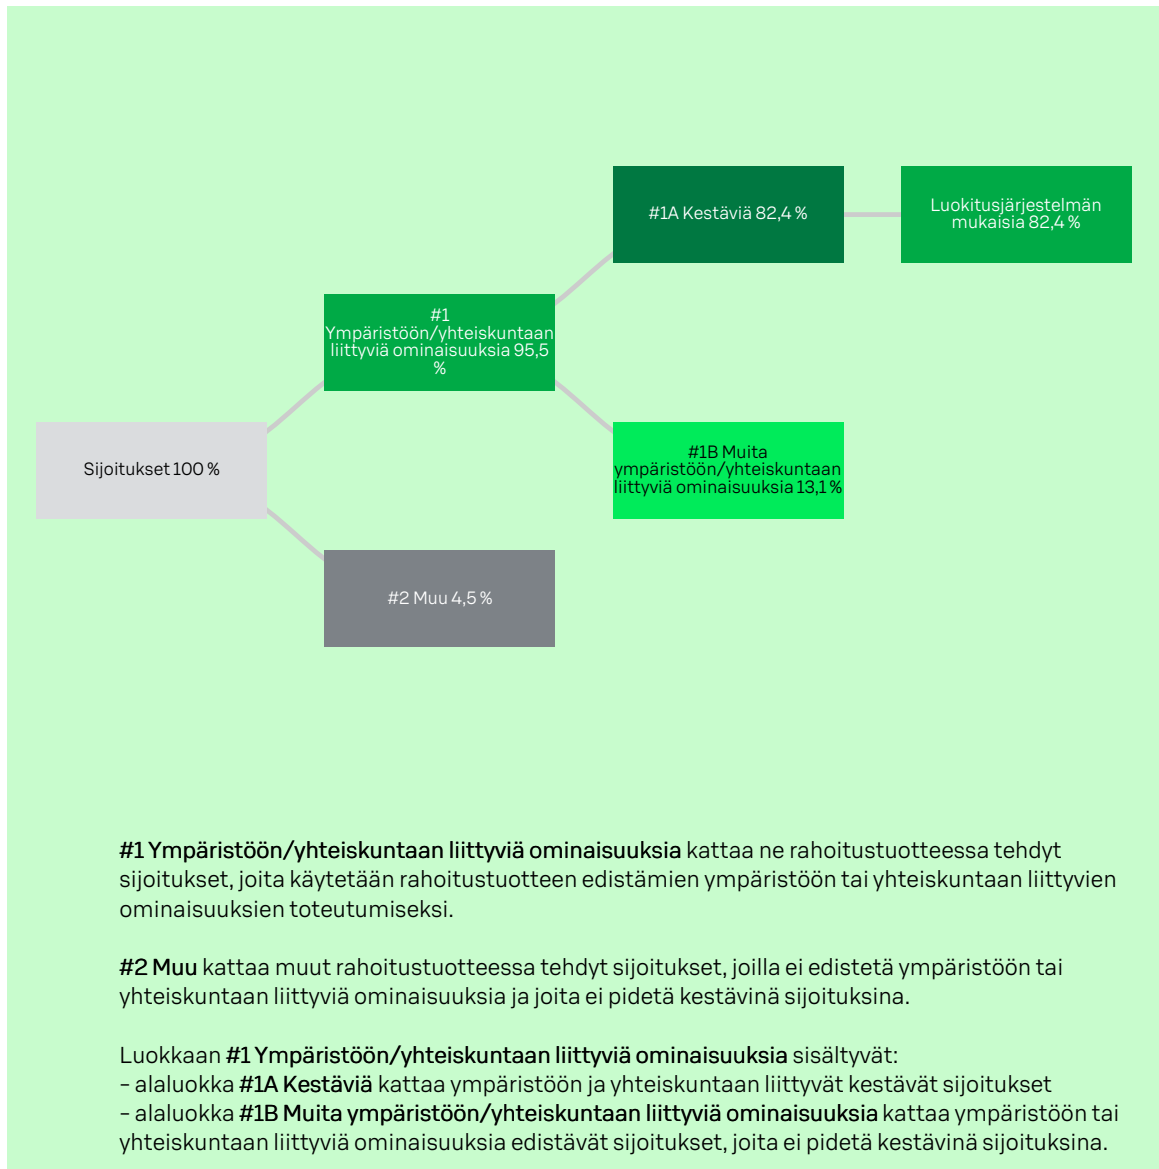 #1A Kestäviä 82,4 %
Luokitusjärjestelmän
mukaisia 82,4 %
#1
Ympäristöön/yhteiskuntaan
liittyviä ominaisuuksia 95,5
%
Sijoitukset 100 %
#1B Muita
ympäristöön/yhteiskuntaan
liittyviä ominaisuuksia 13,1 %
#2 Muu 4,5 %
#1 Ympäristöön/yhteiskuntaan liittyviä ominaisuuksia kattaa ne rahoitustuotteessa tehdyt
sijoitukset, joita käytetään rahoitustuotteen edistämien ympäristöön tai yhteiskuntaan liittyvien
ominaisuuksien toteutumiseksi.
#2 Muu kattaa muut rahoitustuotteessa tehdyt sijoitukset, joilla ei edistetä ympäristöön tai
yhteiskuntaan liittyviä ominaisuuksia ja joita ei pidetä kestävinä sijoituksina.
Luokkaan #1 Ympäristöön/yhteiskuntaan liittyviä ominaisuuksia sisältyvät:
- alaluokka #1A Kestäviä kattaa ympäristöön ja yhteiskuntaan liittyvät kestävät sijoitukset
- alaluokka #1B Muita ympäristöön/yhteiskuntaan liittyviä ominaisuuksia kattaa ympäristöön tai
yhteiskuntaan liittyviä ominaisuuksia edistävät sijoitukset, joita ei pidetä kestävinä sijoituksina.